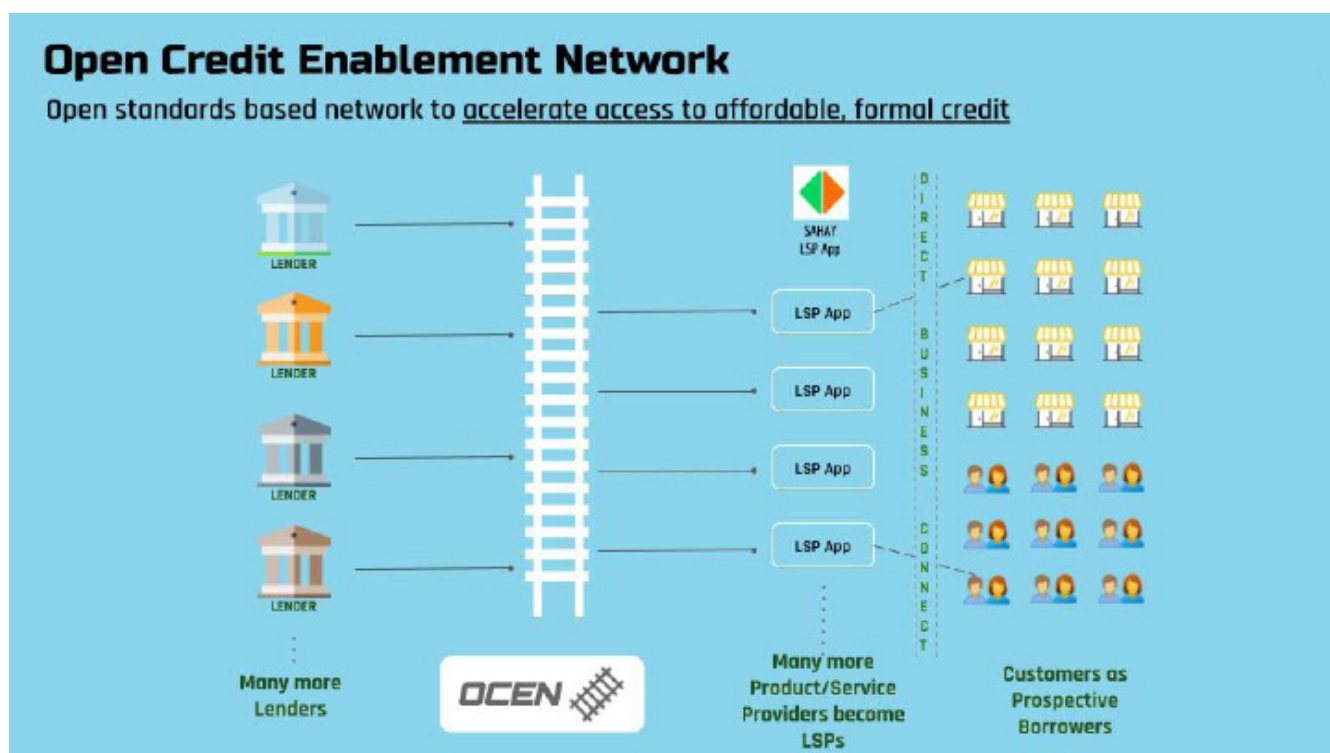 Open Credit Enablement Network
Open standards based network to accelerate access to affordable, formal credit
LENDER
LENDER
LENDER
LENDER
Many more
Lenders
OCEN
SAHAY
LSP App
LSP App
LSP App
LSP App
LSP App
Many more
Product/Service
Providers become
LSPs
DIRECT BUSINESS CONNECT
Customers as
Prospective
Borrowers